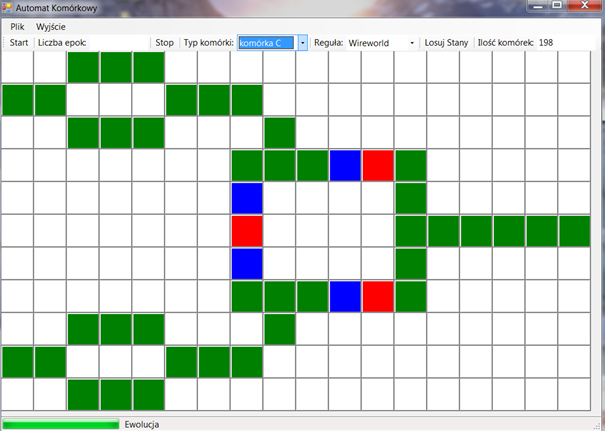 Automat Komórkowy
Plik Wyjście
Start Liczba epok: Stop Typ komórki: komórka C Reguła: Wireworld Losuj Stany Ilość komórek: 198
Ewolucja